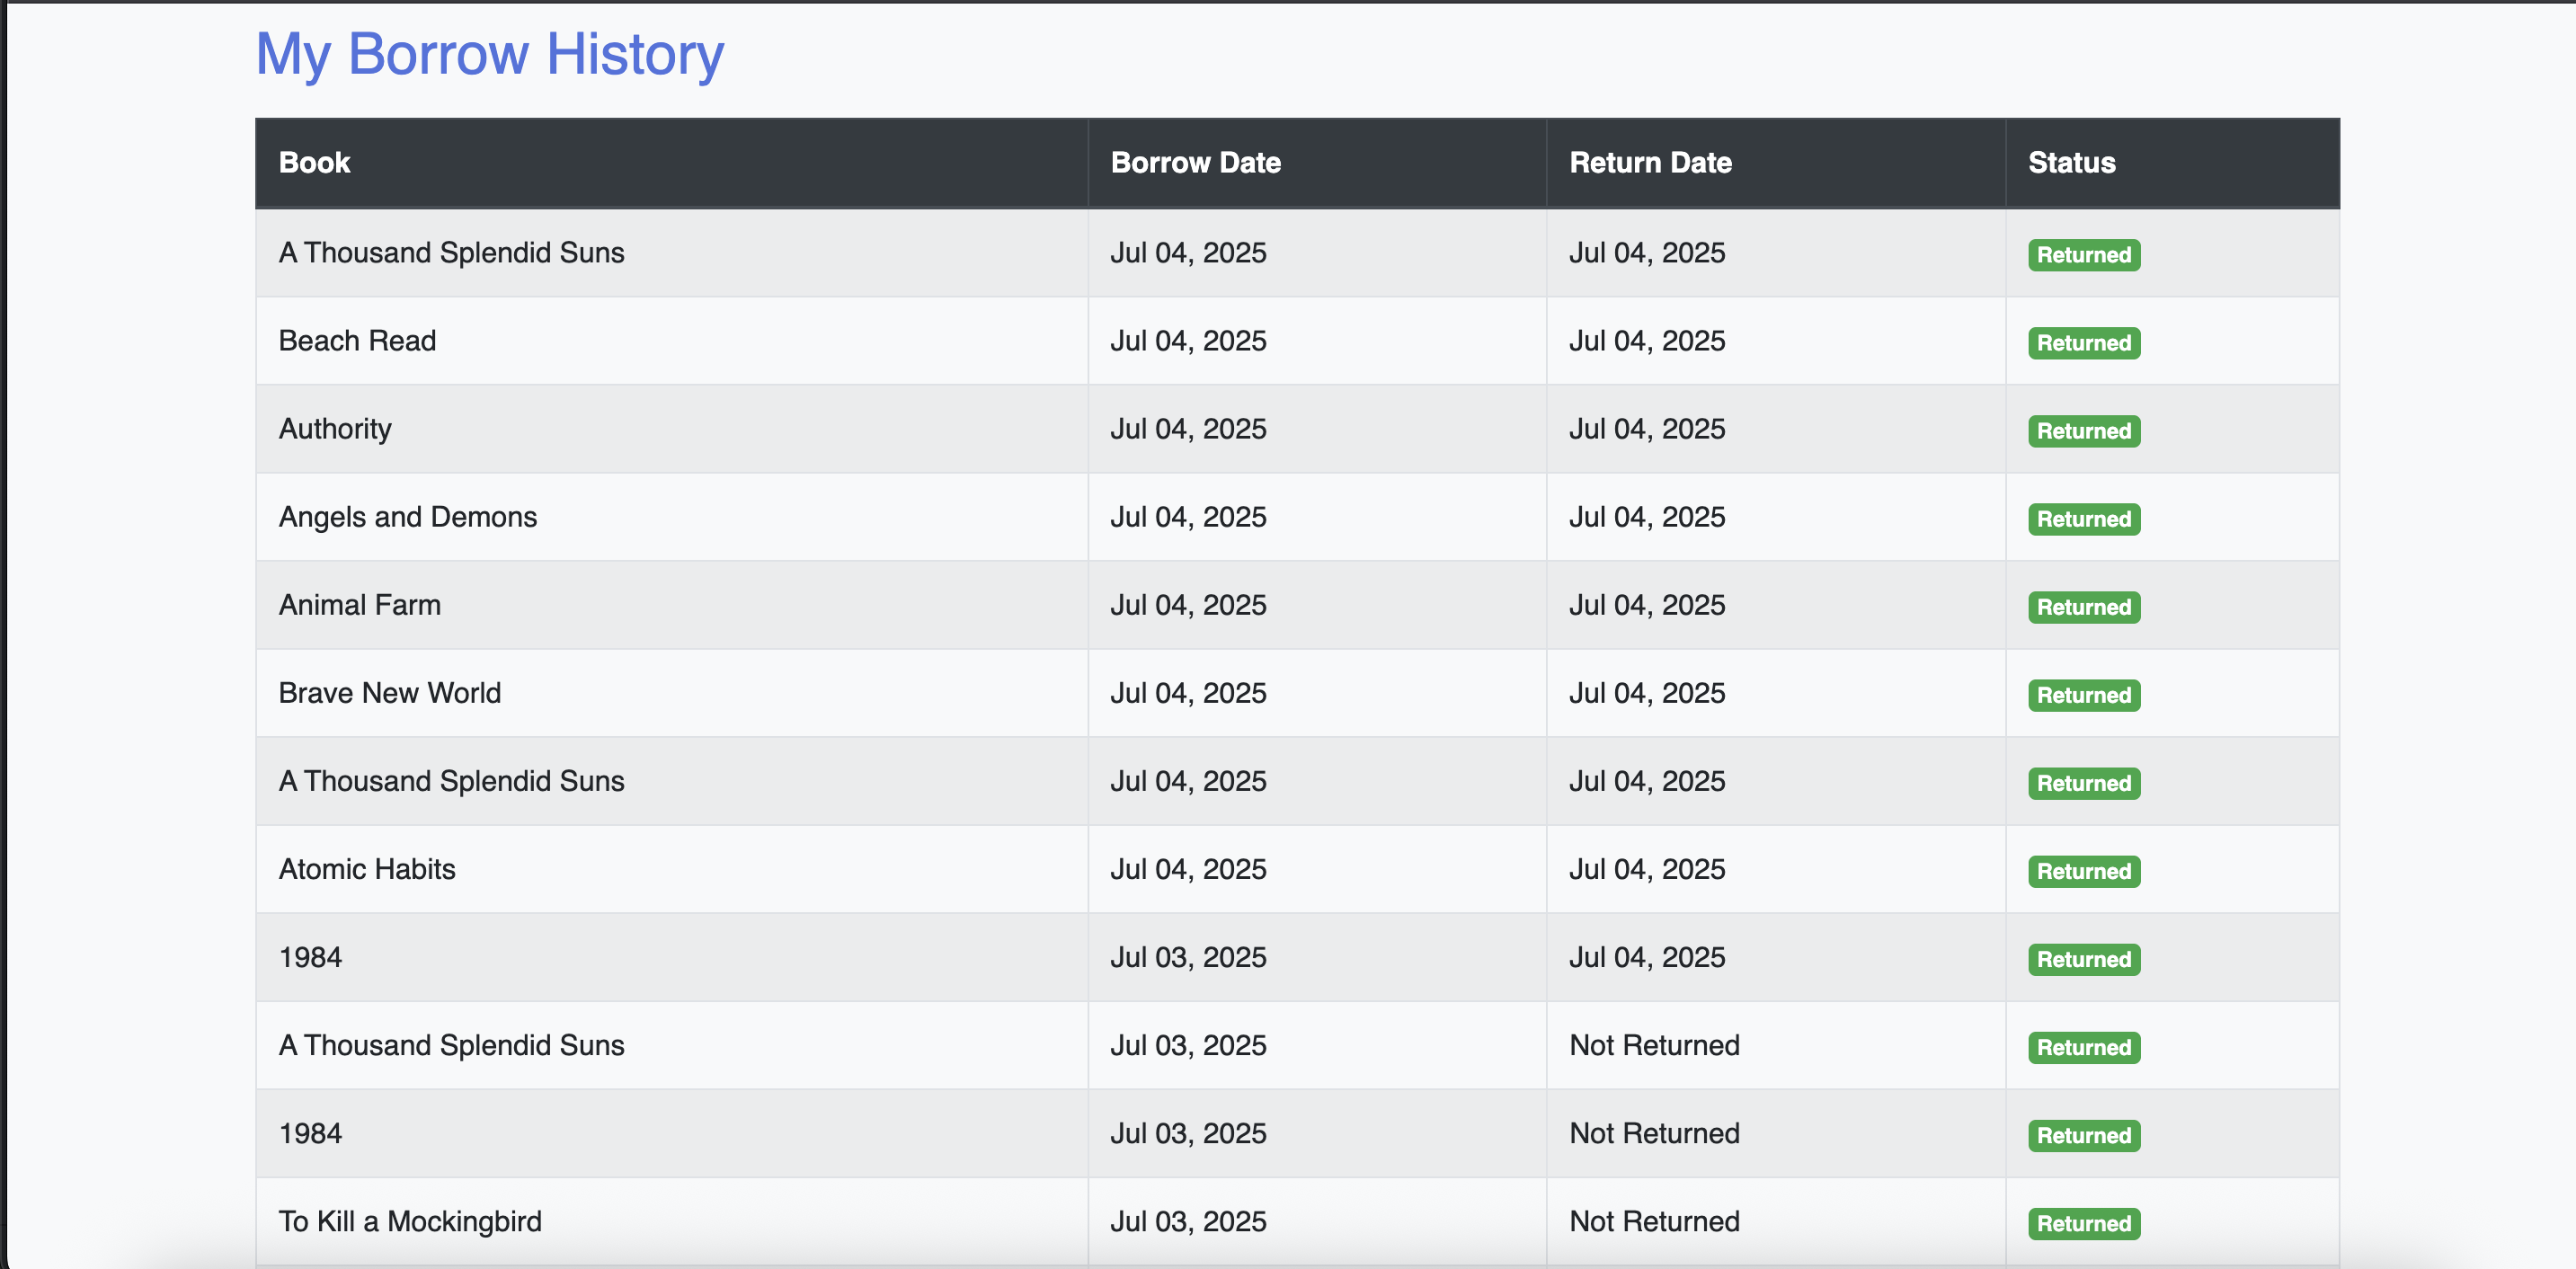 My Borrow History
Book Borrow Date Return Date Status
A Thousand Splendid Suns Jul 04, 2025 Jul 04, 2025 Returned
Beach Read Jul 04, 2025 Jul 04, 2025 Returned
Authority Jul 04, 2025 Jul 04, 2025 Returned
Angels and Demons Jul 04, 2025 Jul 04, 2025 Returned
Animal Farm Jul 04, 2025 Jul 04, 2025 Returned
Brave New World Jul 04, 2025 Jul 04, 2025 Returned
A Thousand Splendid Suns Jul 04, 2025 Jul 04, 2025 Returned
Atomic Habits Jul 04, 2025 Jul 04, 2025 Returned
1984 Jul 03, 2025 Jul 04, 2025 Returned
A Thousand Splendid Suns Jul 03, 2025 Not Returned Returned
1984 Jul 03, 2025 Not Returned Returned
To Kill a Mockingbird Jul 03, 2025 Not Returned Returned